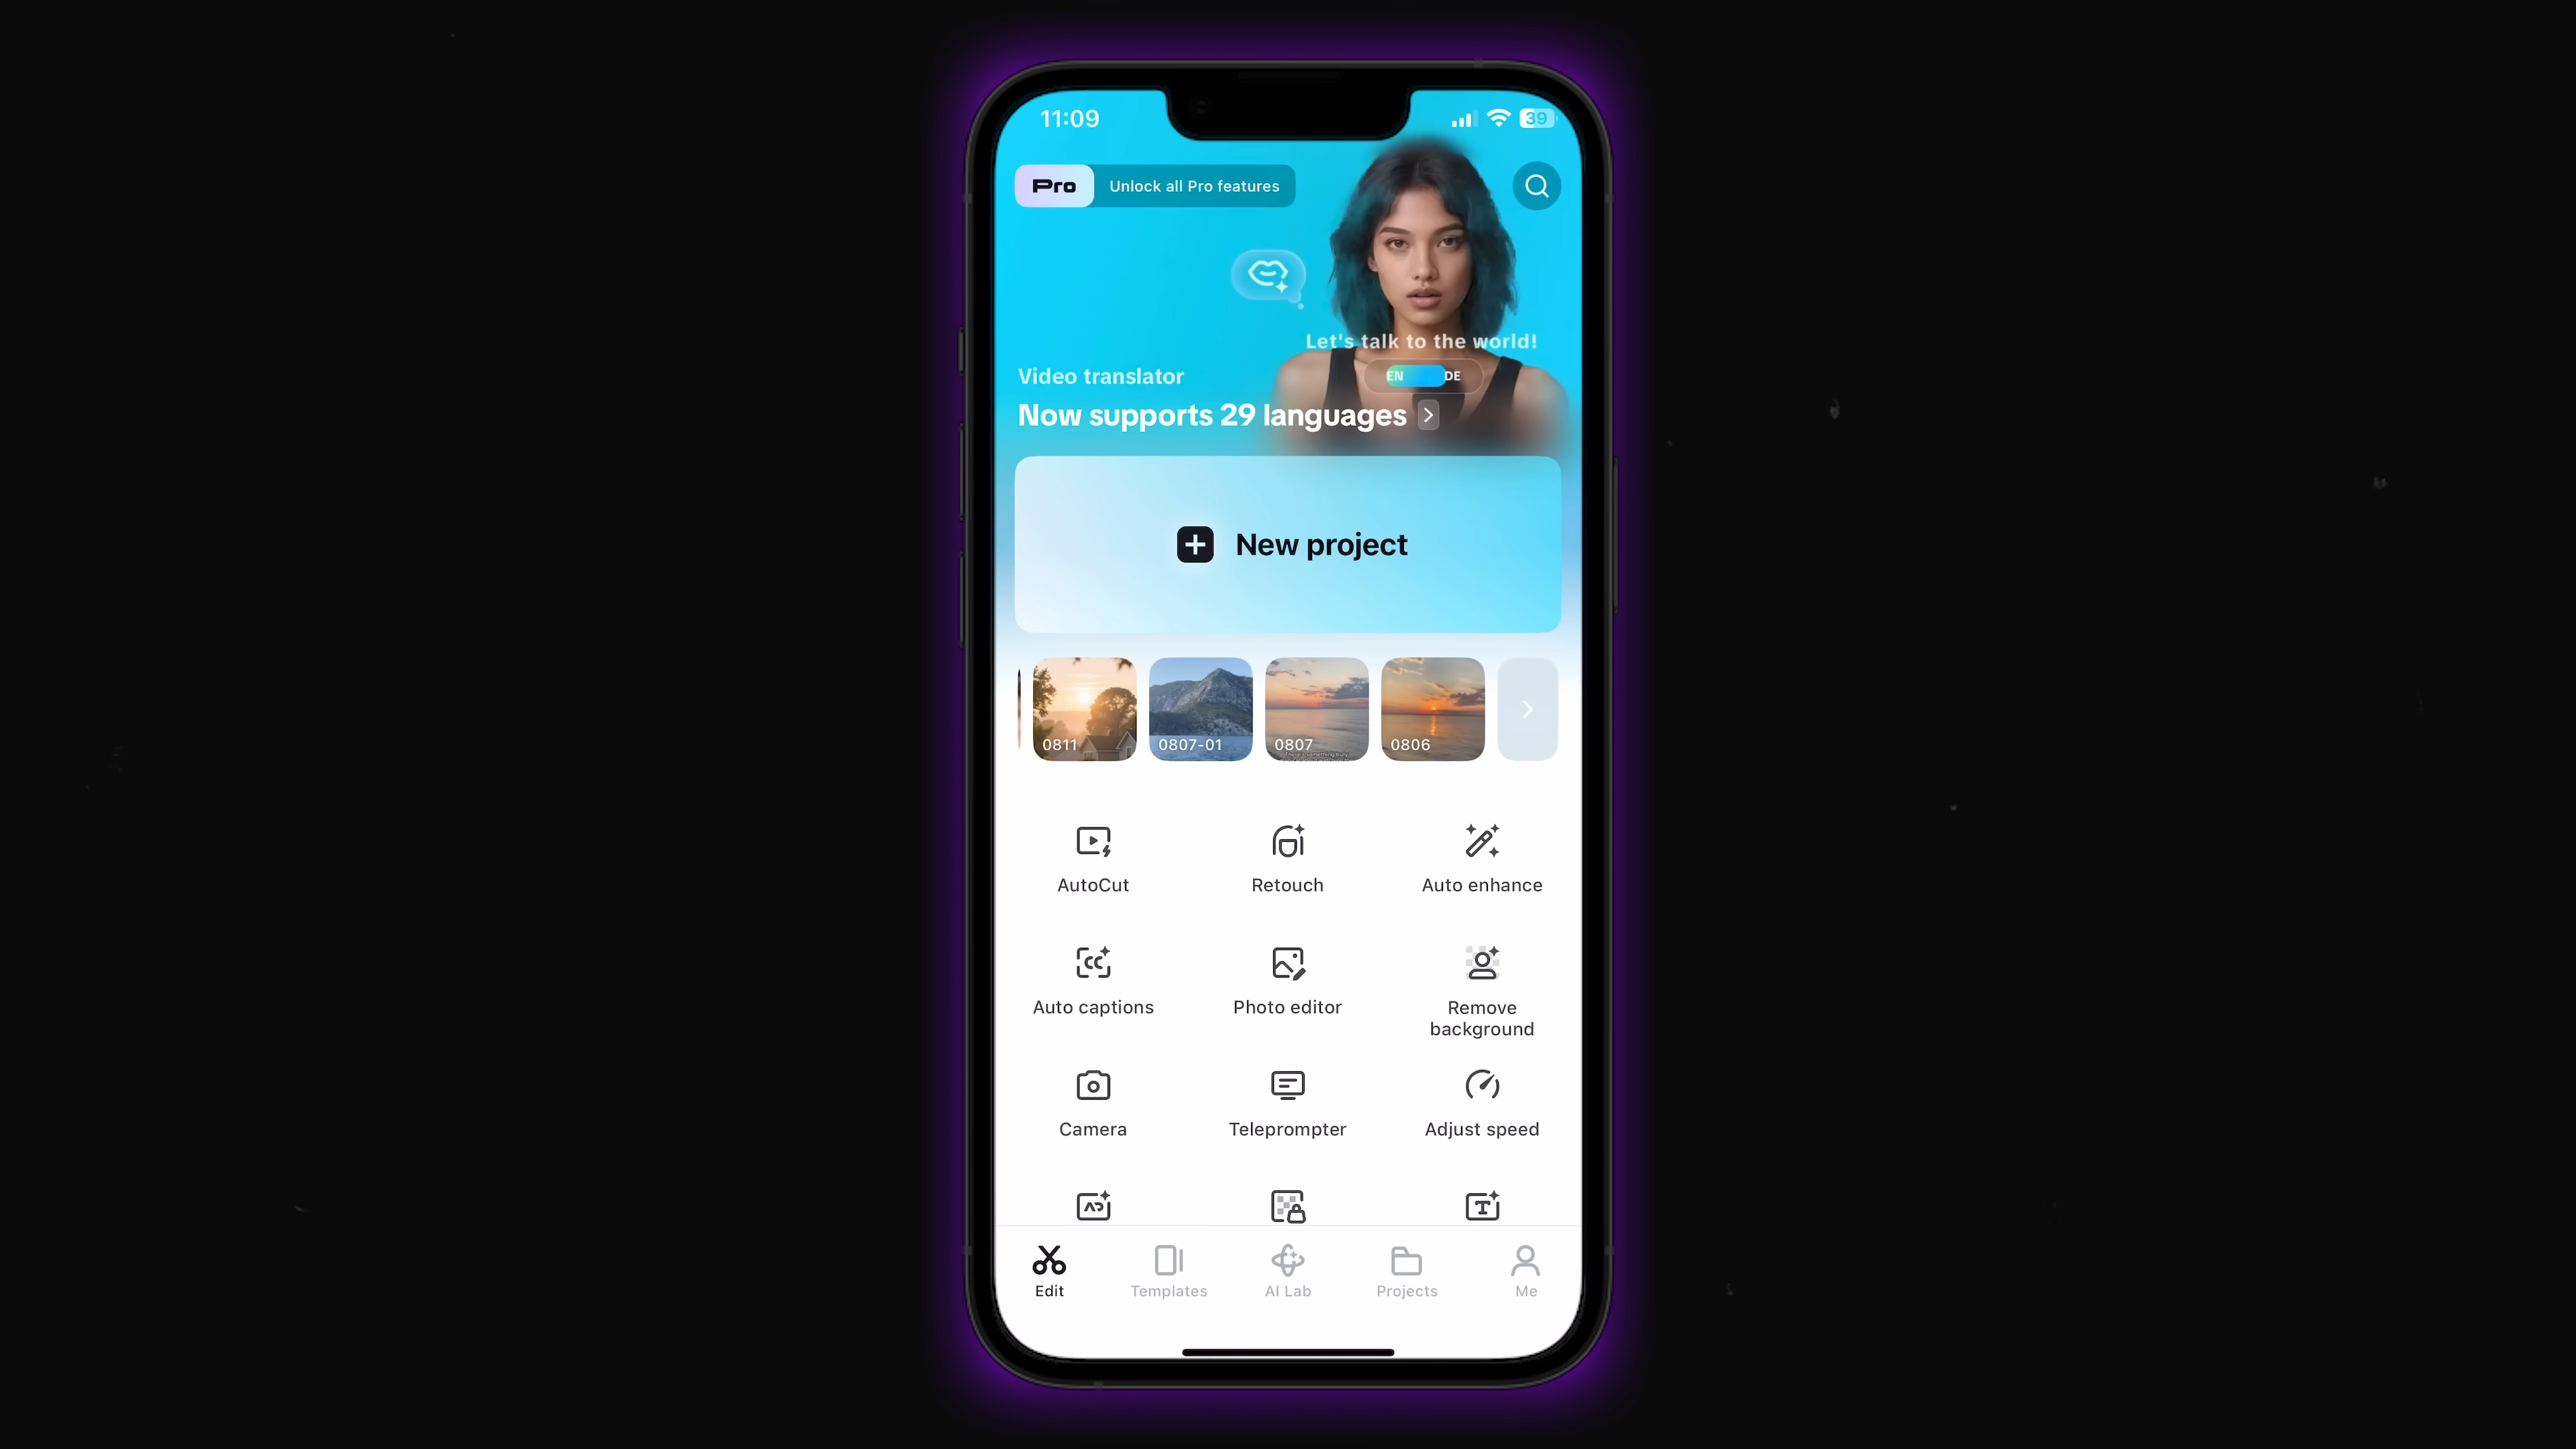 11:09
39
Pro
Unlock all Pro features
Let's talk to the world!
EN DE
Video translator
Now supports 29 languages
New project
0811
0807-01
0807
0806
AutoCut
Retouch
Auto enhance
Auto captions
Photo editor
Remove
background
Camera
Teleprompter
Adjust speed
Edit
Templates
AI Lab
Projects
Me